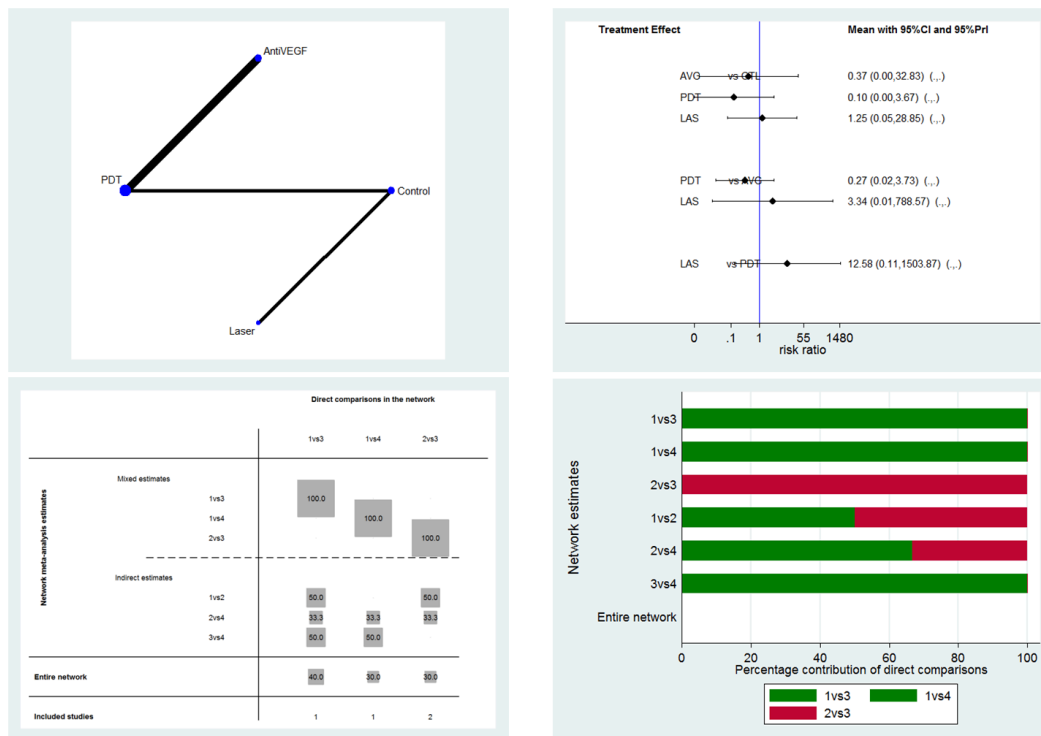 AntiVEGF
PDT
Control
Laser
Treatment Effect Mean with 95%CI and 95%PrI
AVG vs CTL 0.37 (0.00,32.83) (.,.)
PDT 0.10 (0.00,3.67) (.,.)
LAS 1.25 (0.05,28.85) (.,.)
PDT vs AVG 0.27 (0.02,3.73) (.,.)
LAS 3.34 (0.01,788.57) (.,.)
LAS vs PDT 12.58 (0.11,1503.87) (.,.)
0 .1 1 55 1480
risk ratio
Direct comparisons in the network
1vs3 1vs4 2vs3
Network meta-analysis estimates
Mixed estimates
1vs3 100.0
1vs4 100.0
2vs3 100.0
Indirect estimates
1vs2 50.0 50.0
2vs4 33.3 33.3 33.3
3vs4 50.0 50.0
Entire network 40.0 30.0 30.0
Included studies 1 1 2
Network estimates
1vs3
1vs4
2vs3
1vs2
2vs4
3vs4
Entire network
0 20 40 60 80 100
Percentage contribution of direct comparisons
1vs3 1vs4
2vs3